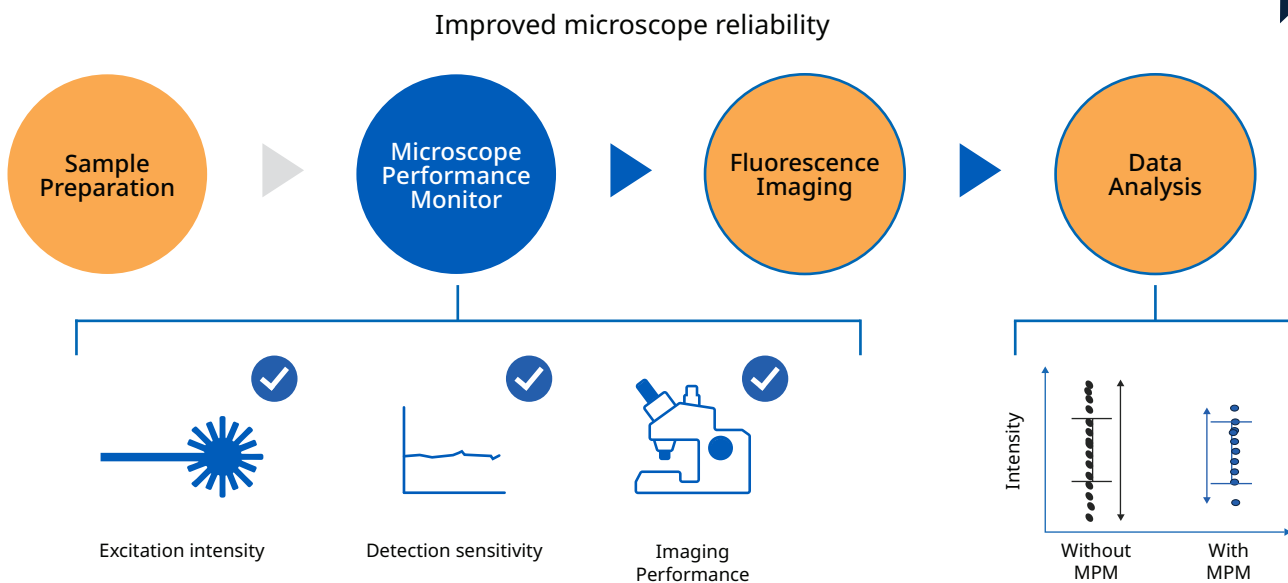 Improved microscope reliability
Sample
Preparation
Microscope
Performance
Monitor
Fluorescence
Imaging
Data
Analysis
Excitation intensity
Detection sensitivity
Imaging
Performance
Intensity
Without
MPM
With
MPM